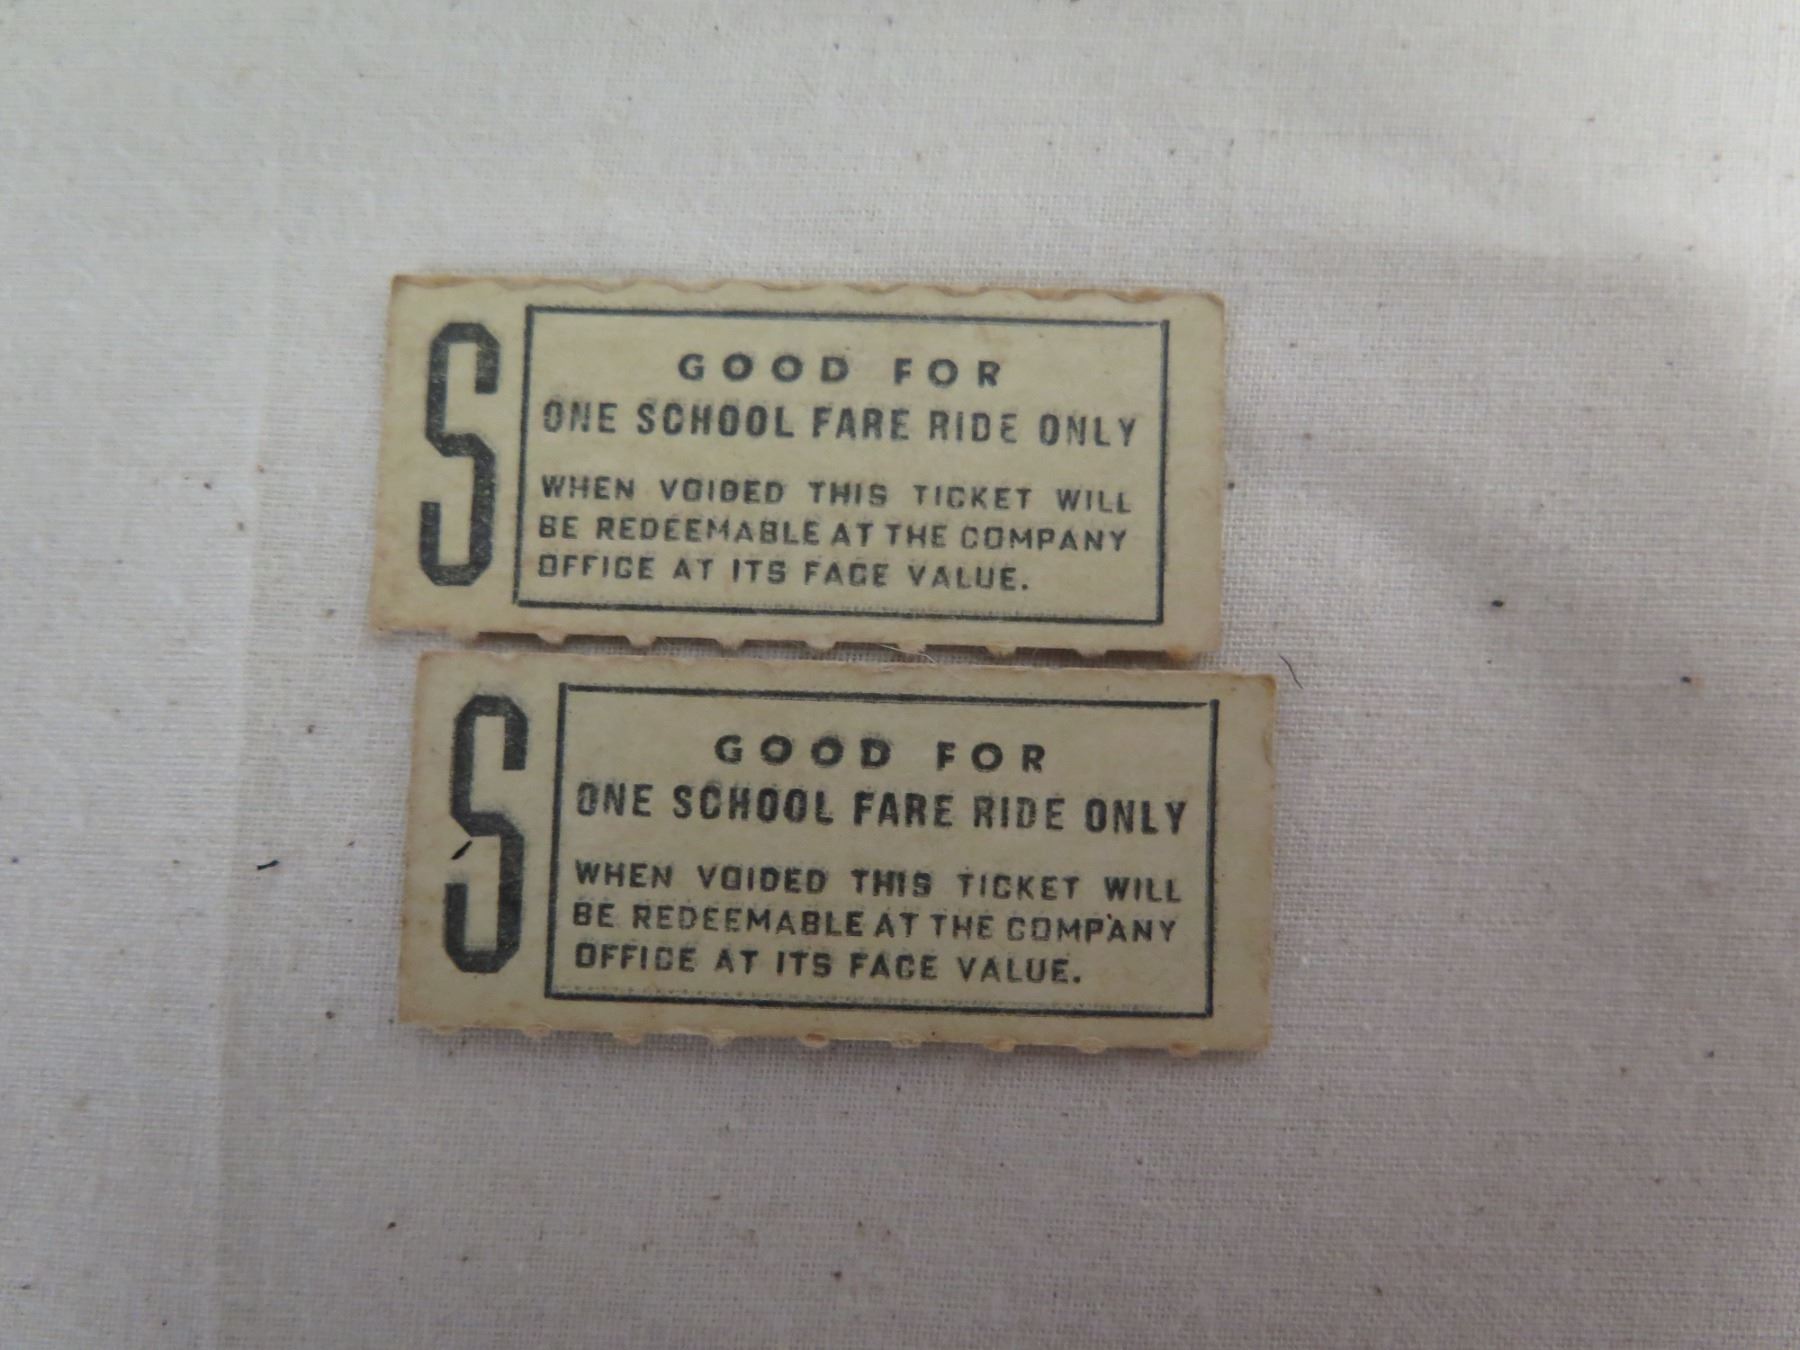 S
GOOD FOR
ONE SCHOOL FARE RIDE ONLY
WHEN VOIDED THIS TICKET WILL
BE REDEEMABLE AT THE COMPANY
OFFICE AT ITS FACE VALUE.
S
GOOD FOR
ONE SCHOOL FARE RIDE ONLY
WHEN VOIDED THIS TICKET WILL
BE REDEEMABLE AT THE COMPANY
OFFICE AT ITS FACE VALUE.